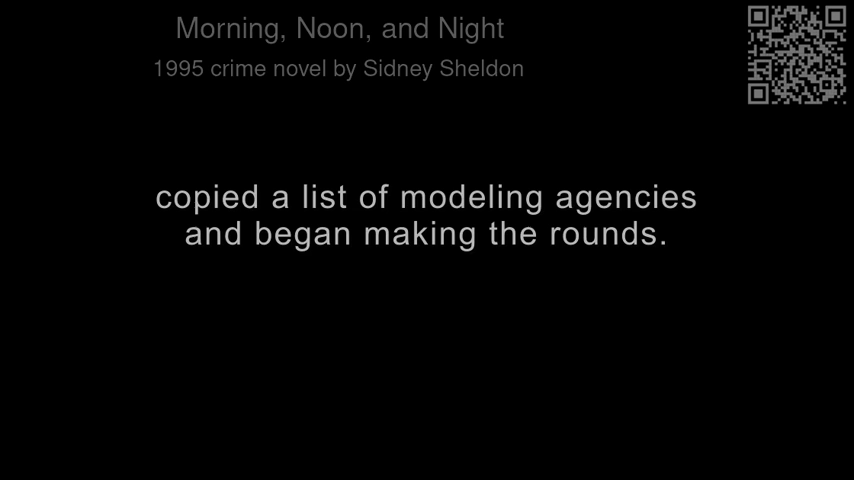 Morning, Noon, and Night
1995 crime novel by Sidney Sheldon
copied a list of modeling agencies
and began making the rounds.